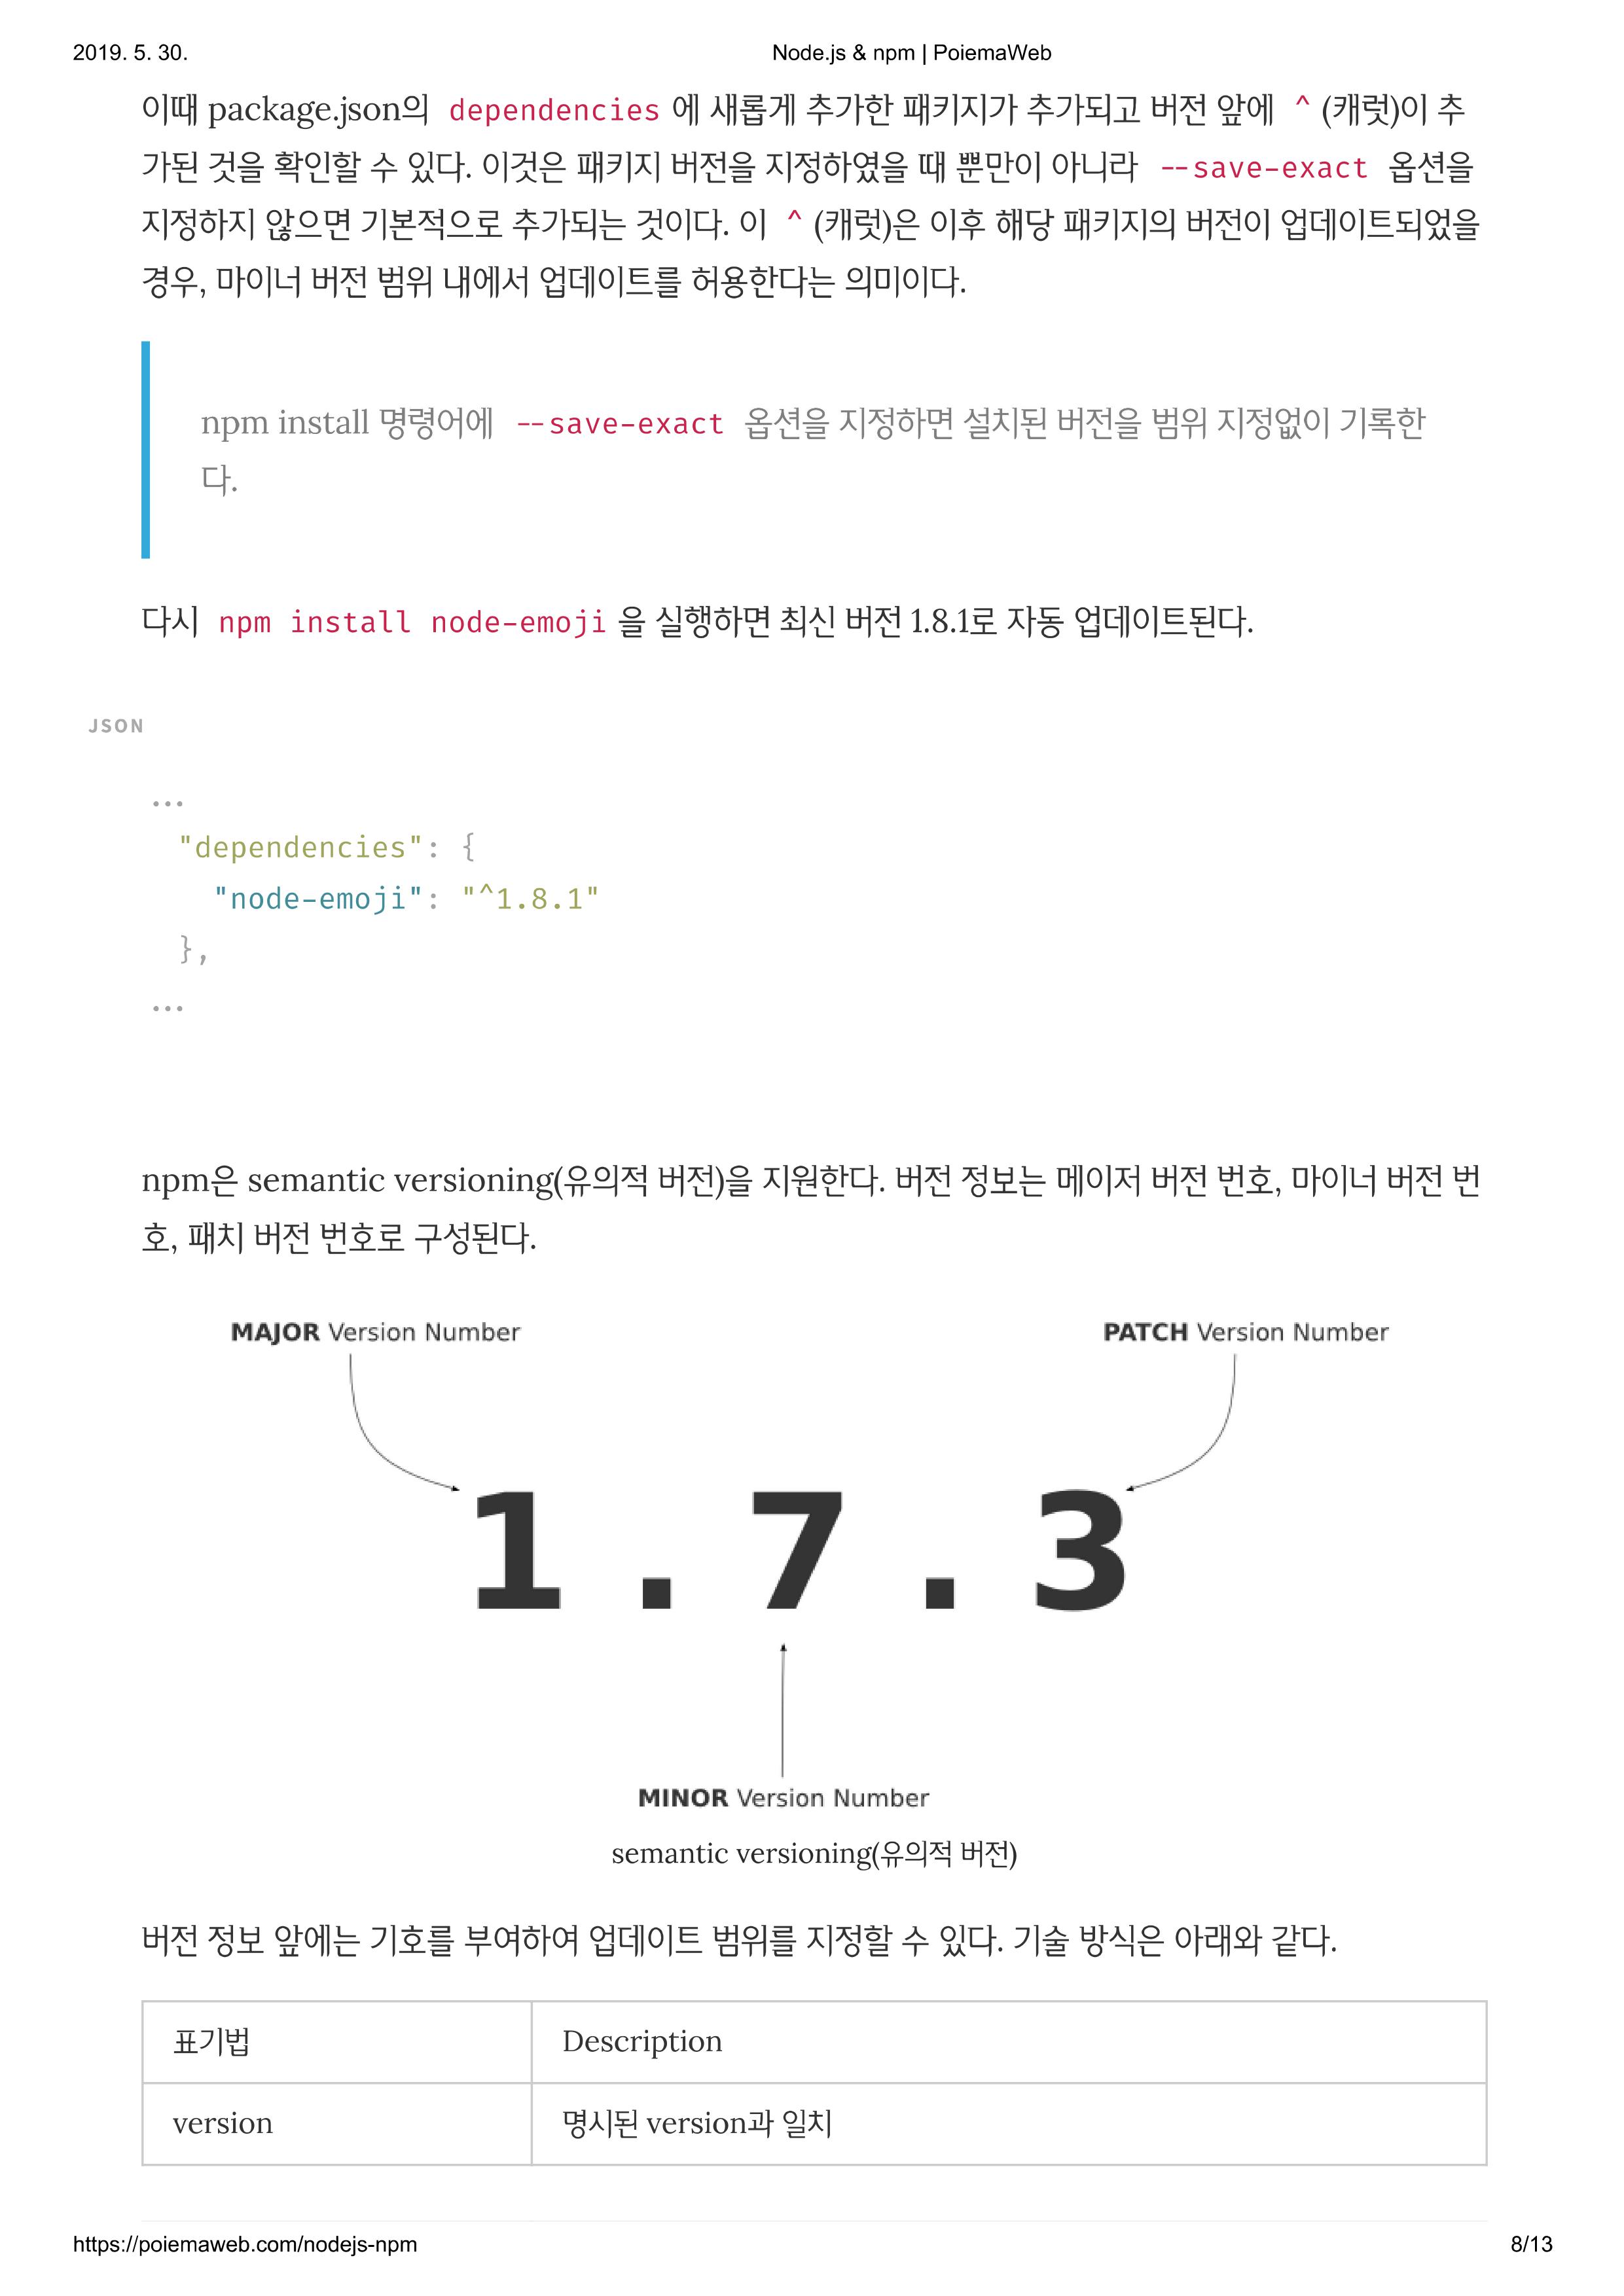 2019. 5. 30.
Node.js & npm | PoiemaWeb
이때 package.json의 dependencies 에 새롭게 추가한 패키지가 추가되고 버전 앞에 ^ (캐럿)이 추
가된 것을 확인할 수 있다. 이것은 패키지 버전을 지정하였을 때 뿐만이 아니라 --save-exact 옵션을
지정하지 않으면 기본적으로 추가되는 것이다. 이 ^ (캐럿)은 이후 해당 패키지의 버전이 업데이트되었을
경우, 마이너 버전 범위 내에서 업데이트를 허용한다는 의미이다.
npm install 명령어에 --save-exact 옵션을 지정하면 설치된 버전을 범위 지정없이 기록한
다.
다시 npm install node-emoji 을 실행하면 최신 버전 1.8.1로 자동 업데이트된다.
JSON
...
"dependencies": {
"node-emoji": "^1.8.1"
},
...
npm은 semantic versioning(유의적 버전)을 지원한다. 버전 정보는 메이저 버전 번호, 마이너 버전 번
호, 패치 버전 번호로 구성된다.
MAJOR Version Number
PATCH Version Number
1 . 7 . 3
MINOR Version Number
semantic versioning(유의적 버전)
버전 정보 앞에는 기호를 부여하여 업데이트 범위를 지정할 수 있다. 기술 방식은 아래와 같다.
표기법
Description
version
명시된 version과 일치
https://poiemaweb.com/nodejs-npm
8/13